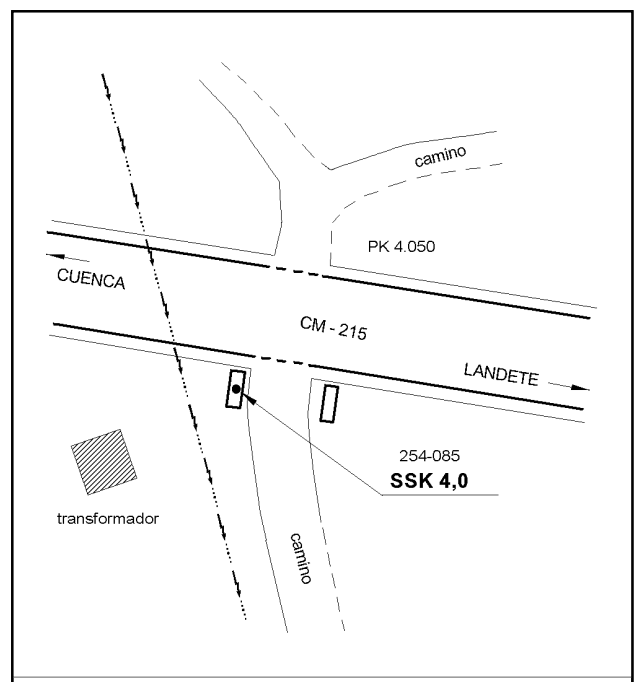 camino
PK 4.050
CUENCA
CM - 215
LANDETE
254-085
SSK 4,0
transformador
camino